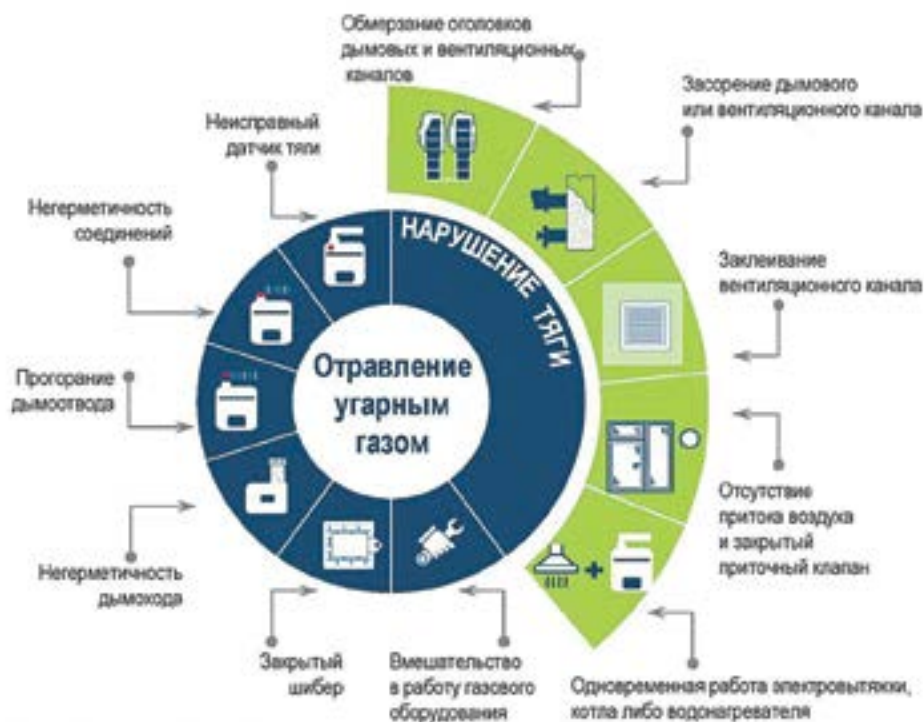 Обмерзание оголовков
дымовых и вентиляционных
каналов
Засорение дымового
или вентиляционного канала
Неисправный
датчик тяги
Негерметичность
соединений
НАРУШЕНИЕ ТЯГИ
Заклеивание
вентиляционного канала
Отравление
угарным
газом
Прогорание
дымоотвода
Отсутствие
притока воздуха
и закрытый
приточный клапан
Негерметичность
дымохода
Закрытый
шибер
Вмешательство
в работу газового
оборудования
Одновременная работа электровытяжки,
котла либо водонагревателя